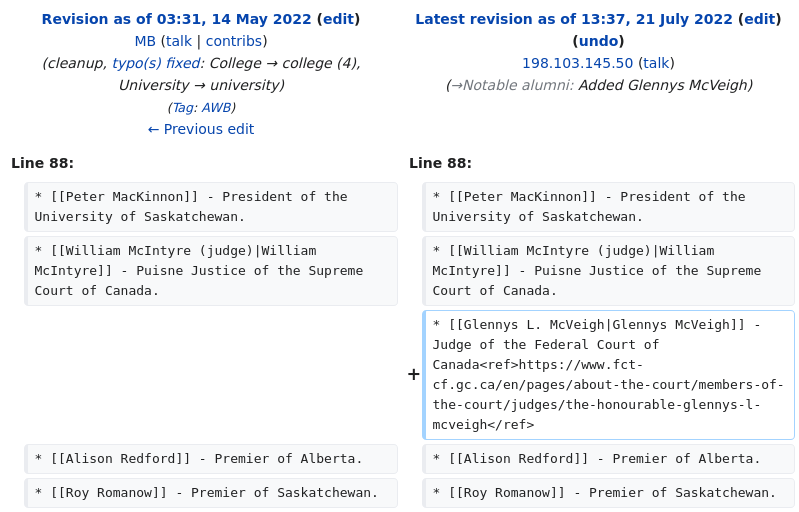 Revision as of 03:31, 14 May 2022 (edit)
MB (talk | contribs)
(cleanup, typo(s) fixed: College → college (4),
University → university)
(Tag: AWB)
← Previous edit
Latest revision as of 13:37, 21 July 2022 (edit)
(undo)
198.103.145.50 (talk)
(→Notable alumni: Added Glennys McVeigh)
Line 88:
Line 88:
* [[Peter MacKinnon]] - President of the
University of Saskatchewan.
* [[Peter MacKinnon]] - President of the
University of Saskatchewan.
* [[William McIntyre (judge)|William
McIntyre]] - Puisne Justice of the Supreme
Court of Canada.
* [[William McIntyre (judge)|William
McIntyre]] - Puisne Justice of the Supreme
Court of Canada.
+
* [[Glennys L. McVeigh|Glennys McVeigh]] -
Judge of the Federal Court of
Canada<ref>https://www.fct-
cf.gc.ca/en/pages/about-the-court/members-of-
the-court/judges/the-honourable-glennys-l-
mcveigh</ref>
* [[Alison Redford]] - Premier of Alberta.
* [[Alison Redford]] - Premier of Alberta.
* [[Roy Romanow]] - Premier of Saskatchewan.
* [[Roy Romanow]] - Premier of Saskatchewan.